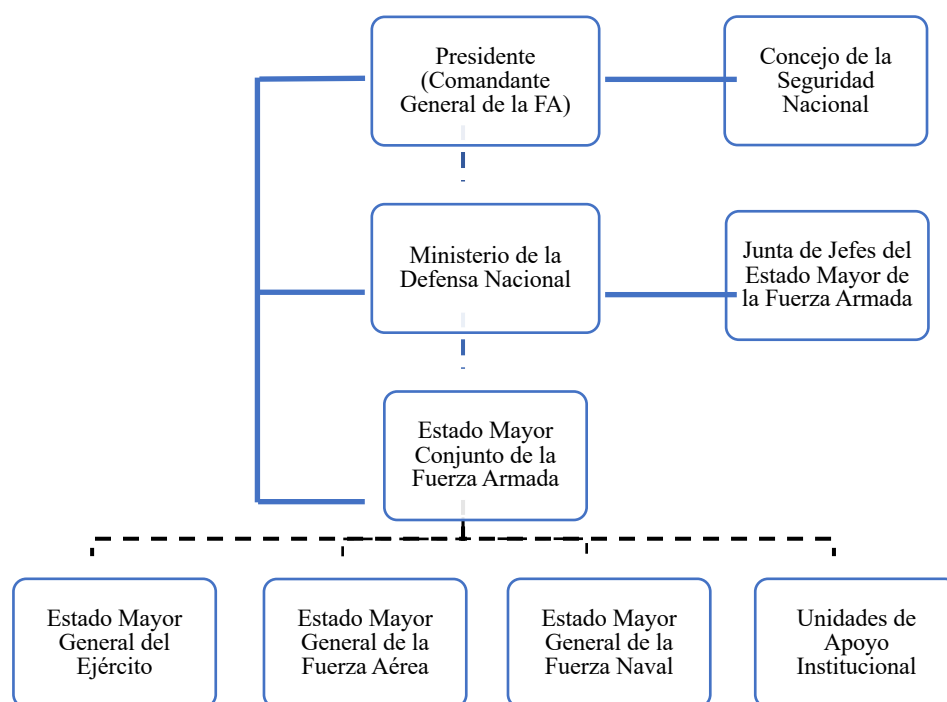 Presidente
(Comandante
General de la FA)
Concejo de la
Seguridad
Nacional
Ministerio de la
Defensa Nacional
Junta de Jefes del
Estado Mayor de
la Fuerza Armada
Estado Mayor
Conjunto de la
Fuerza Armada
Estado Mayor
General del
Ejército
Estado Mayor
General de la
Fuerza Aérea
Estado Mayor
General de la
Fuerza Naval
Unidades de
Apoyo
Institucional